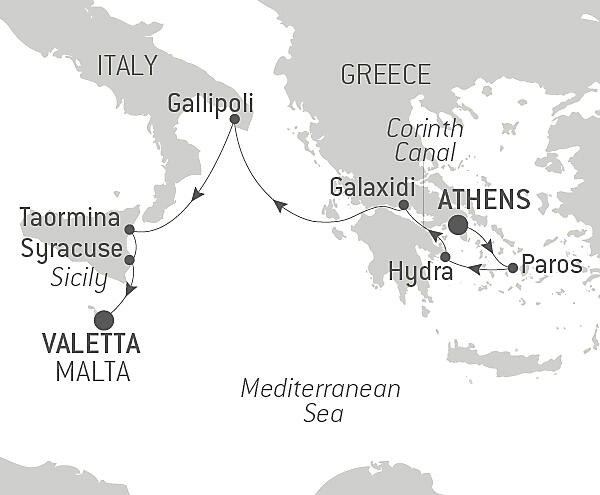 ITALY
GREECE
Gallipoli
Corinth
Canal
Galaxidi
ATHENS
Taormina
Syracuse
Sicily
Hydra
Paros
VALETTA
MALTA
Mediterranean
Sea